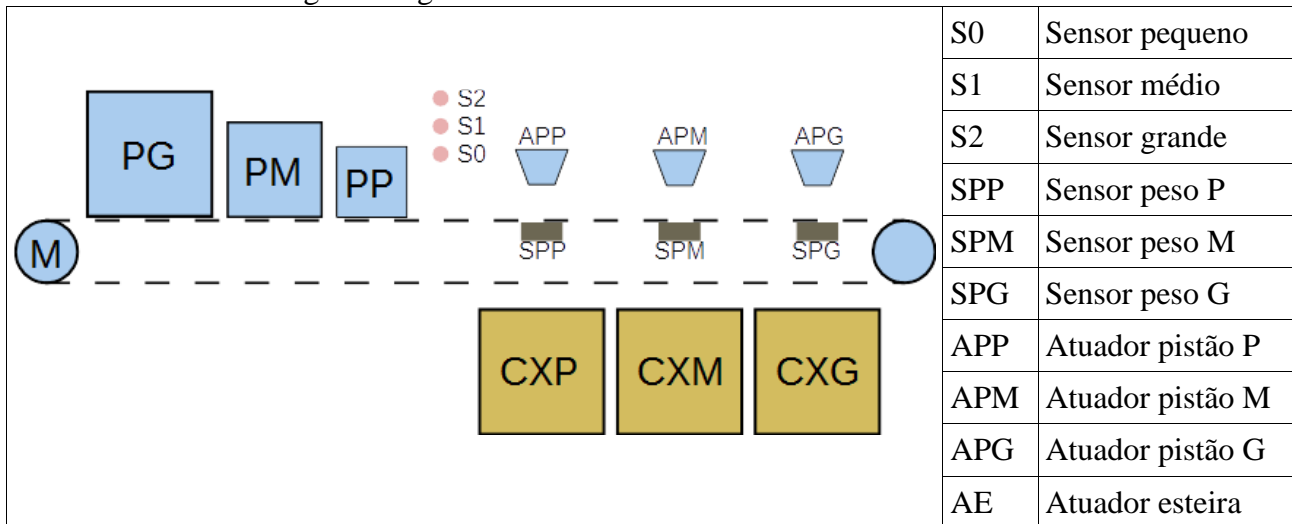 S2
S1
S0
PG
PM
PP
APP
APM
APG
M
SPP
SPM
SPG
CXP
CXM
CXG
S0 Sensor pequeno
S1 Sensor médio
S2 Sensor grande
SPP Sensor peso P
SPM Sensor peso M
SPG Sensor peso G
APP Atuador pistão P
APM Atuador pistão M
APG Atuador pistão G
AE Atuador esteira